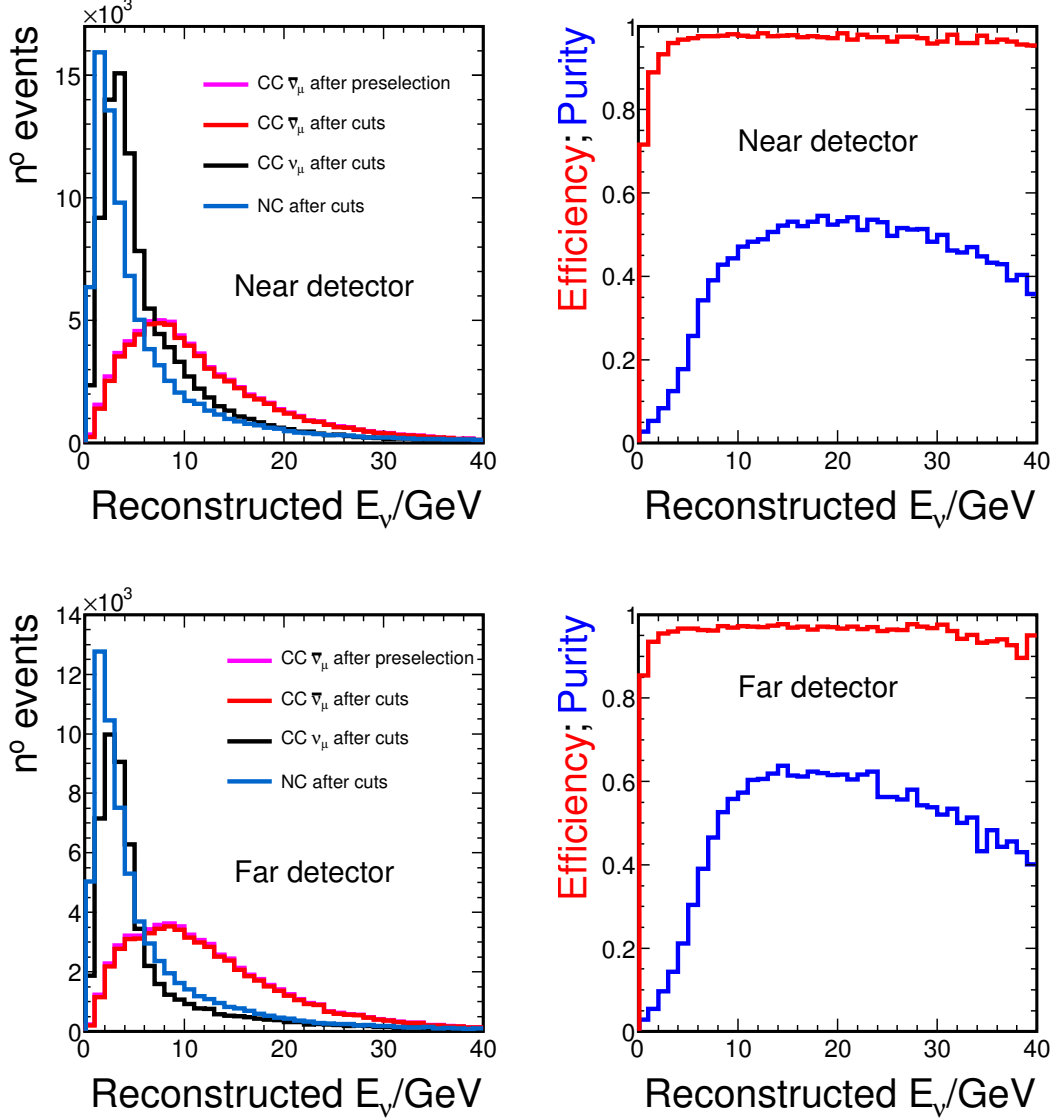 ×10³
nº events
15
10
5
0
CC ν̅μ after preselection
CC ν̅μ after cuts
CC νμ after cuts
NC after cuts
Near detector
0 10 20 30 40
Reconstructed Eν/GeV
Efficiency; Purity
1
0.8
0.6
0.4
0.2
0
Near detector
0 10 20 30 40
Reconstructed Eν/GeV
×10³
nº events
14
12
10
8
6
4
2
0
CC ν̅μ after preselection
CC ν̅μ after cuts
CC νμ after cuts
NC after cuts
Far detector
0 10 20 30 40
Reconstructed Eν/GeV
Efficiency; Purity
1
0.8
0.6
0.4
0.2
0
Far detector
0 10 20 30 40
Reconstructed Eν/GeV